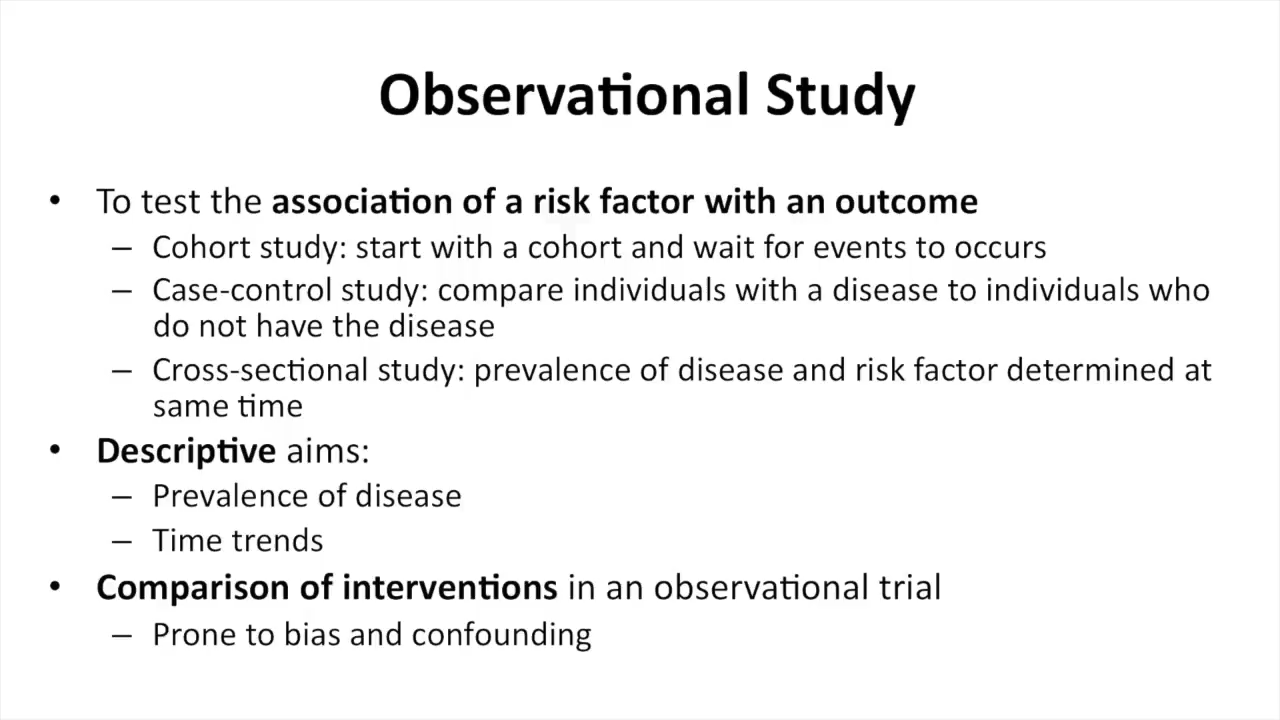 Observational Study
• To test the association of a risk factor with an outcome
– Cohort study: start with a cohort and wait for events to occurs
– Case-control study: compare individuals with a disease to individuals who
do not have the disease
– Cross-sectional study: prevalence of disease and risk factor determined at
same time
• Descriptive aims:
– Prevalence of disease
– Time trends
• Comparison of interventions in an observational trial
– Prone to bias and confounding